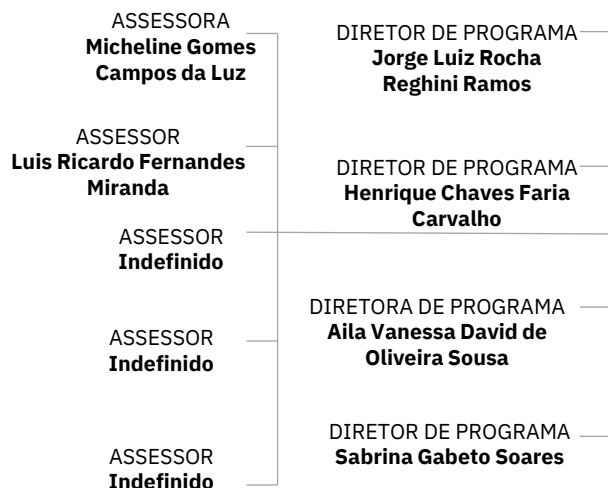 ASSESSORA
Micheline Gomes
Campos da Luz
ASSESSOR
Luis Ricardo Fernandes
Miranda
ASSESSOR
Indefinido
ASSESSOR
Indefinido
ASSESSOR
Indefinido
DIRETOR DE PROGRAMA
Jorge Luiz Rocha
Reghini Ramos
DIRETOR DE PROGRAMA
Henrique Chaves Faria
Carvalho
DIRETORA DE PROGRAMA
Aila Vanessa David de
Oliveira Sousa
DIRETOR DE PROGRAMA
Sabrina Gabeto Soares